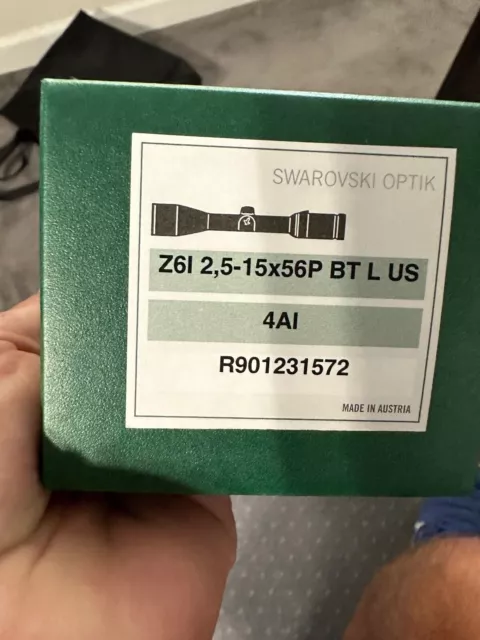 SWAROVSKI OPTIK
Z6I 2,5-15x56P BT L US
4AI
R901231572
MADE IN AUSTRIA